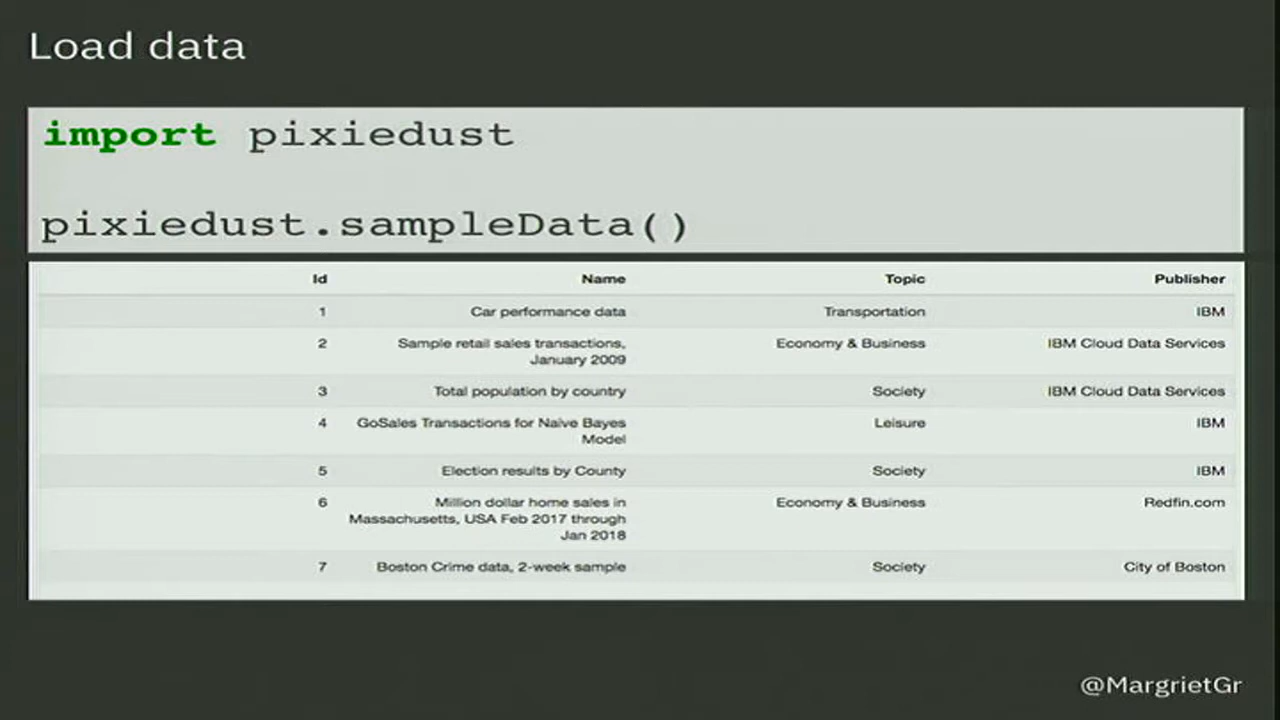 Load data
import pixiedust
pixiedust.sampleData()
Id Name Topic Publisher
1 Car performance data Transportation IBM
2 Sample retail sales transactions, Economy & Business IBM Cloud Data Services
January 2009
3 Total population by country Society IBM Cloud Data Services
4 GoSales Transactions for Naive Bayes Leisure IBM
Model
5 Election results by County Society IBM
6 Million dollar home sales in Economy & Business Redfin.com
Massachusetts, USA Feb 2017 through
Jan 2018
7 Boston Crime data, 2-week sample Society City of Boston
@MargrietGr